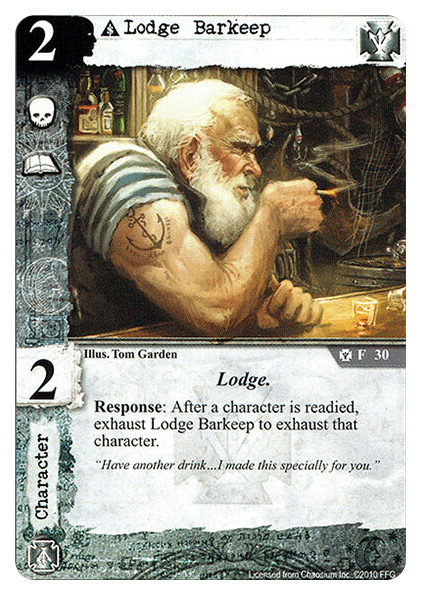 2
Lodge Barkeep
Illus. Tom Garden
F 30
2
Lodge.
Response: After a character is readied,
exhaust Lodge Barkeep to exhaust that
character.
“Have another drink...I made this specially for you.”
Character
Licensed from Chaosium Inc. ©2010 FFG